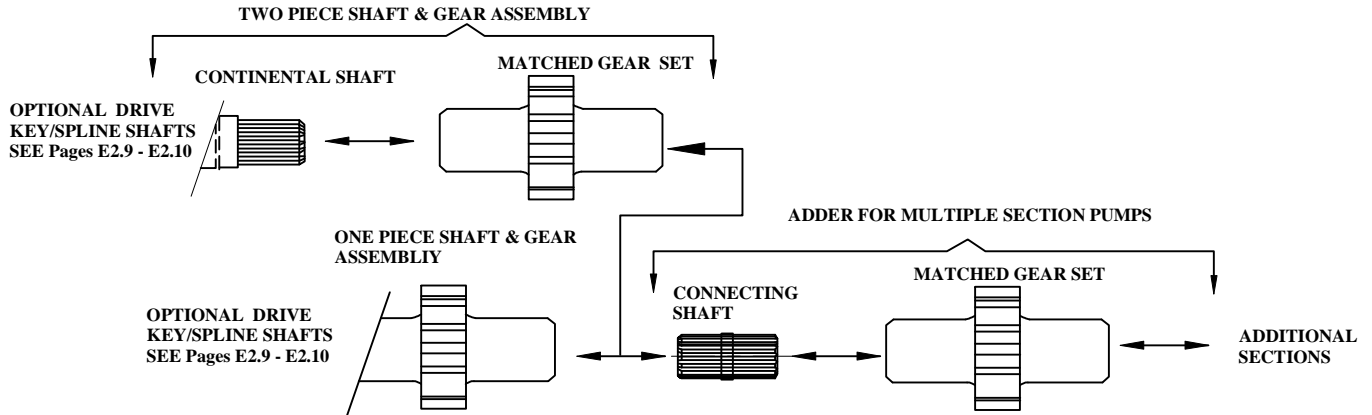 TWO PIECE SHAFT & GEAR ASSEMBLY
CONTINENTAL SHAFT
MATCHED GEAR SET
OPTIONAL DRIVE
KEY/SPLINE SHAFTS
SEE Pages E2.9 - E2.10
ADDER FOR MULTIPLE SECTION PUMPS
ONE PIECE SHAFT & GEAR
ASSEMBLIY
MATCHED GEAR SET
CONNECTING
SHAFT
OPTIONAL DRIVE
KEY/SPLINE SHAFTS
SEE Pages E2.9 - E2.10
ADDITIONAL
SECTIONS